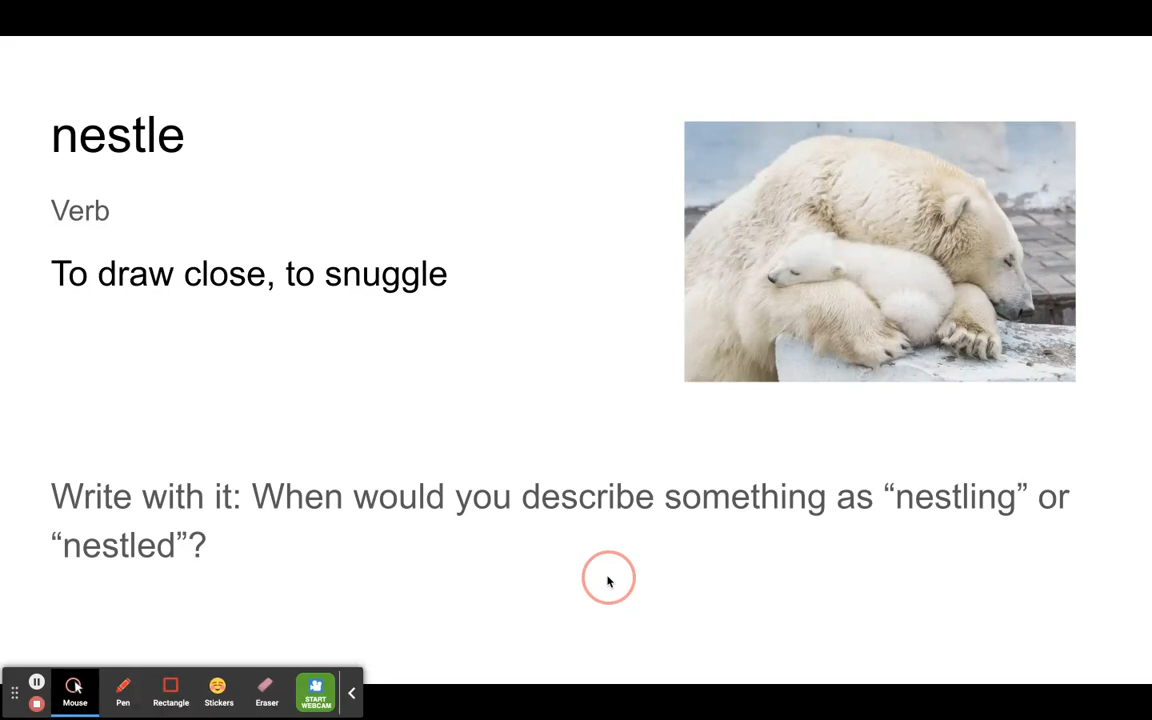 nestle
Verb
To draw close, to snuggle
Write with it: When would you describe something as “nestling” or
“nestled”?
Mouse
Pen
Rectangle
Stickers
Eraser
START
WEBCAM